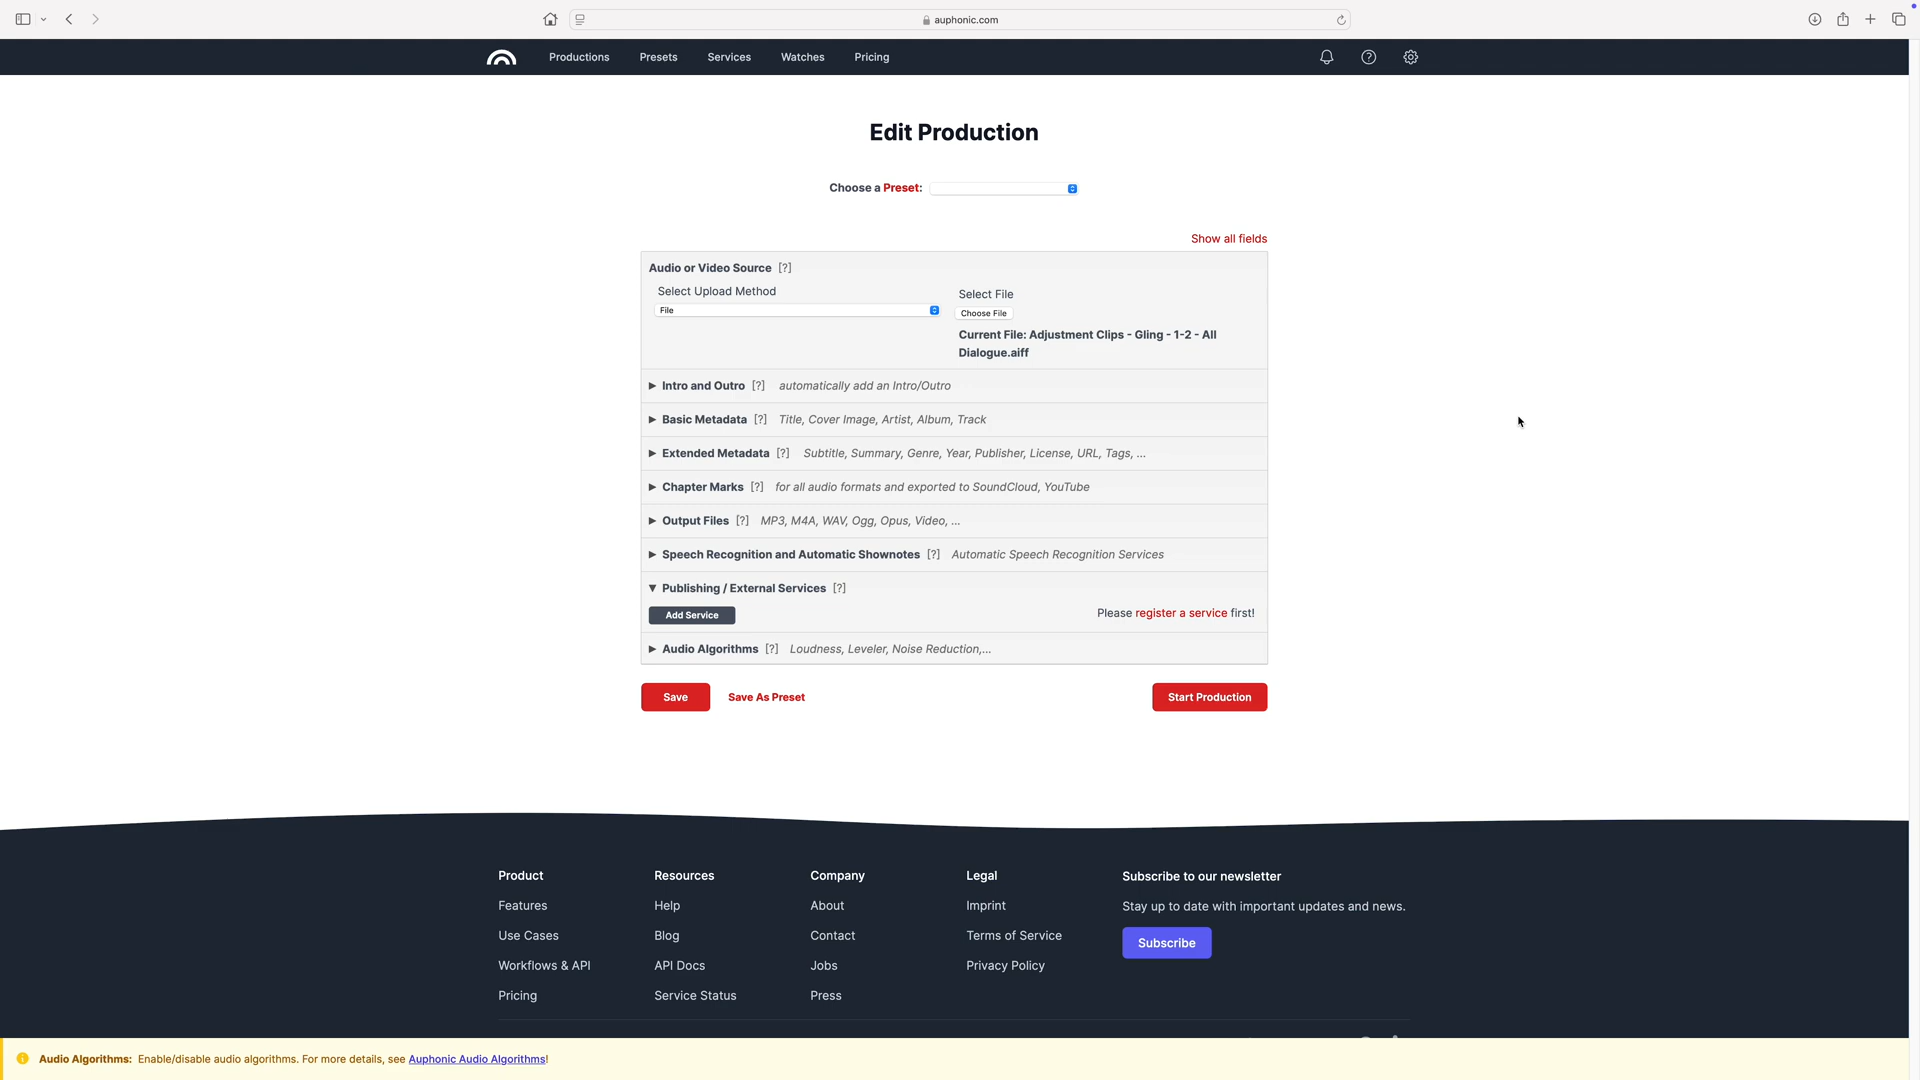 auphonic.com
Productions Presets Services Watches Pricing
Edit Production
Choose a Preset:
Show all fields
Audio or Video Source [?]
Select Upload Method
File
Select File
Choose File
Current File: Adjustment Clips - Gling - 1-2 - All
Dialogue.aiff
▶ Intro and Outro [?] automatically add an Intro/Outro
▶ Basic Metadata [?] Title, Cover Image, Artist, Album, Track
▶ Extended Metadata [?] Subtitle, Summary, Genre, Year, Publisher, License, URL, Tags, ...
▶ Chapter Marks [?] for all audio formats and exported to SoundCloud, YouTube
▶ Output Files [?] MP3, M4A, WAV, Ogg, Opus, Video, ...
▶ Speech Recognition and Automatic Shownotes [?] Automatic Speech Recognition Services
▼ Publishing / External Services [?]
Add Service Please register a service first!
▶ Audio Algorithms [?] Loudness, Leveler, Noise Reduction,...
Save Save As Preset Start Production
Product
Features
Use Cases
Workflows & API
Pricing
Resources
Help
Blog
API Docs
Service Status
Company
About
Contact
Jobs
Press
Legal
Imprint
Terms of Service
Privacy Policy
Subscribe to our newsletter
Stay up to date with important updates and news.
Subscribe
Audio Algorithms: Enable/disable audio algorithms. For more details, see Auphonic Audio Algorithms!